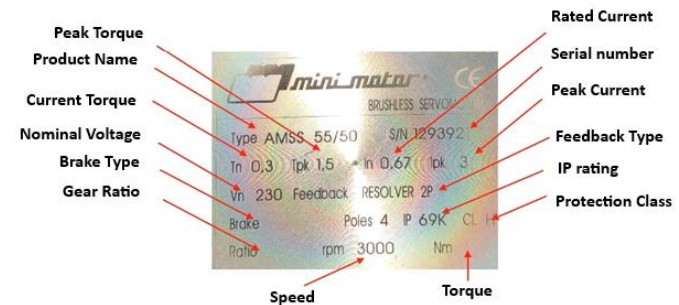 Peak Torque
Product Name
Current Torque
Nominal Voltage
Brake Type
Gear Ratio
mini motor
CE
BRUSHLESS
Type AMSS 55/50 S/N 129392
Tn 0,3 Tpk 1,5 In 0,67 Ipk 3
Vn 230 Feedback RESOLVER 2P
Brake Poles 4 IP 69K CL H
Ratio rpm 3000 Nm
Rated Current
Serial number
Peak Current
Feedback Type
IP rating
Protection Class
Speed
Torque